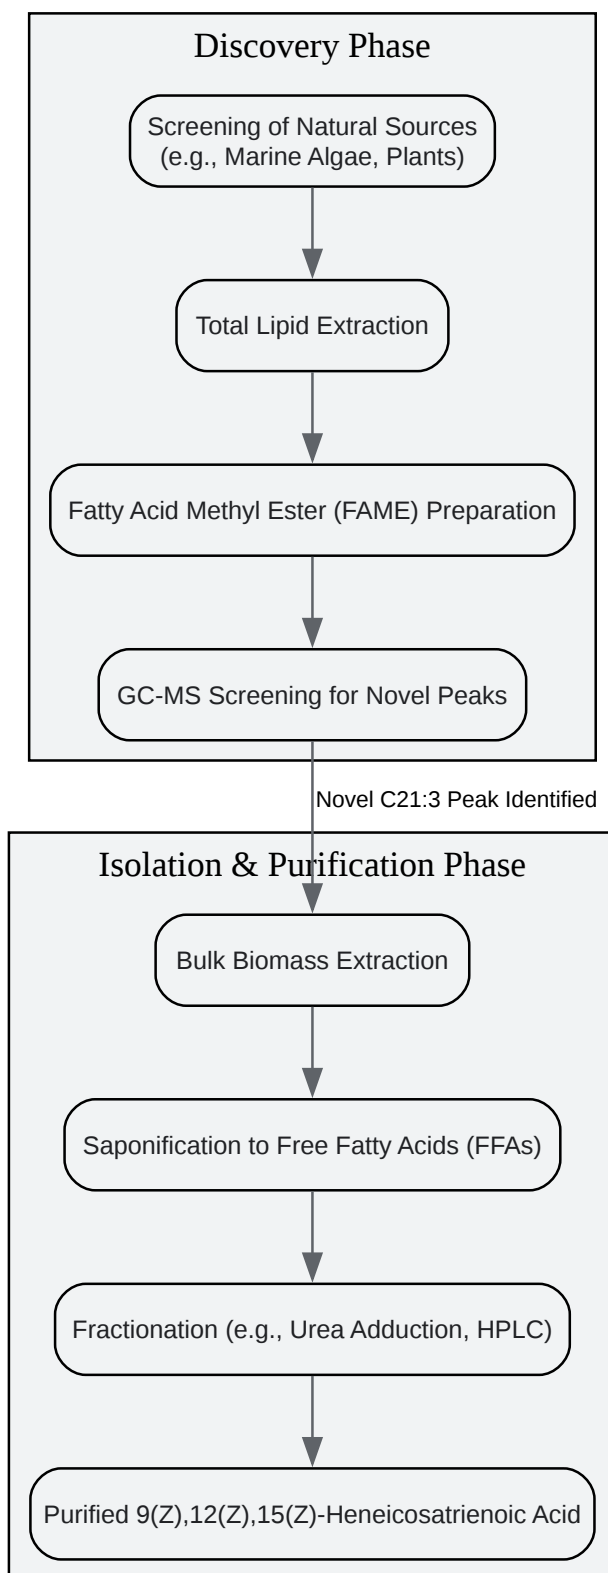 Discovery Phase
Screening of Natural Sources
(e.g., Marine Algae, Plants)
Total Lipid Extraction
Fatty Acid Methyl Ester (FAME) Preparation
GC-MS Screening for Novel Peaks
Novel C21:3 Peak Identified
Isolation & Purification Phase
Bulk Biomass Extraction
Saponification to Free Fatty Acids (FFAs)
Fractionation (e.g., Urea Adduction, HPLC)
Purified 9(Z),12(Z),15(Z)-Heneicosatrienoic Acid